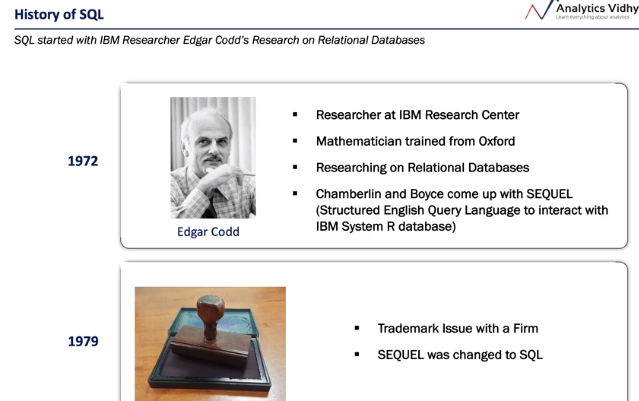 History of SQL
Analytics Vidhy
Learn everything about analytics
SQL started with IBM Researcher Edgar Codd's Research on Relational Databases
1972
Edgar Codd
▪ Researcher at IBM Research Center
▪ Mathematician trained from Oxford
▪ Researching on Relational Databases
▪ Chamberlin and Boyce come up with SEQUEL
(Structured English Query Language to interact with
IBM System R database)
1979
▪ Trademark Issue with a Firm
▪ SEQUEL was changed to SQL